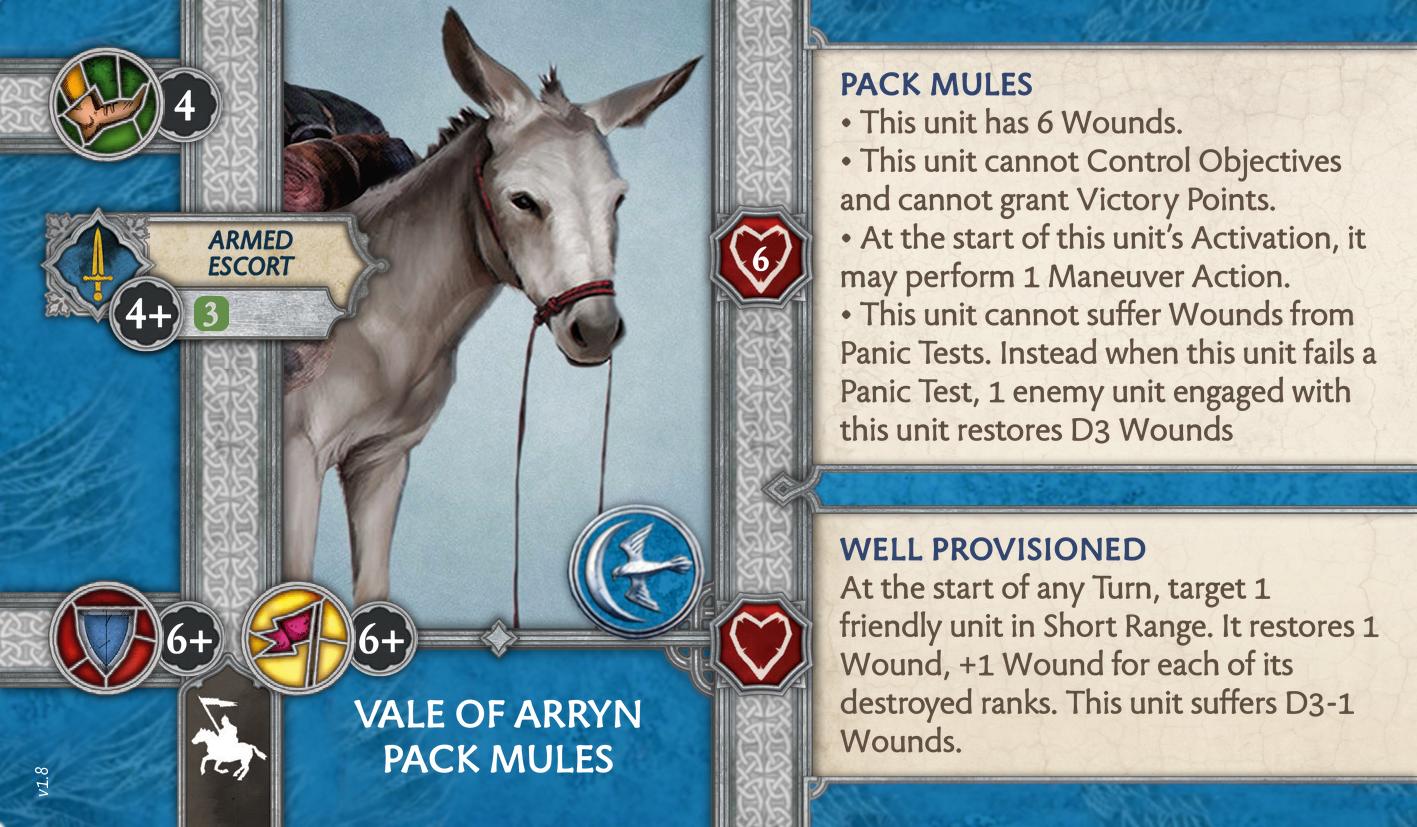 4
ARMED
ESCORT
4+
3
6
6+
6+
VALE OF ARRYN
PACK MULES
v1.8
PACK MULES
• This unit has 6 Wounds.
• This unit cannot Control Objectives
and cannot grant Victory Points.
• At the start of this unit's Activation, it
may perform 1 Maneuver Action.
• This unit cannot suffer Wounds from
Panic Tests. Instead when this unit fails a
Panic Test, 1 enemy unit engaged with
this unit restores D3 Wounds
WELL PROVISIONED
At the start of any Turn, target 1
friendly unit in Short Range. It restores 1
Wound, +1 Wound for each of its
destroyed ranks. This unit suffers D3-1
Wounds.